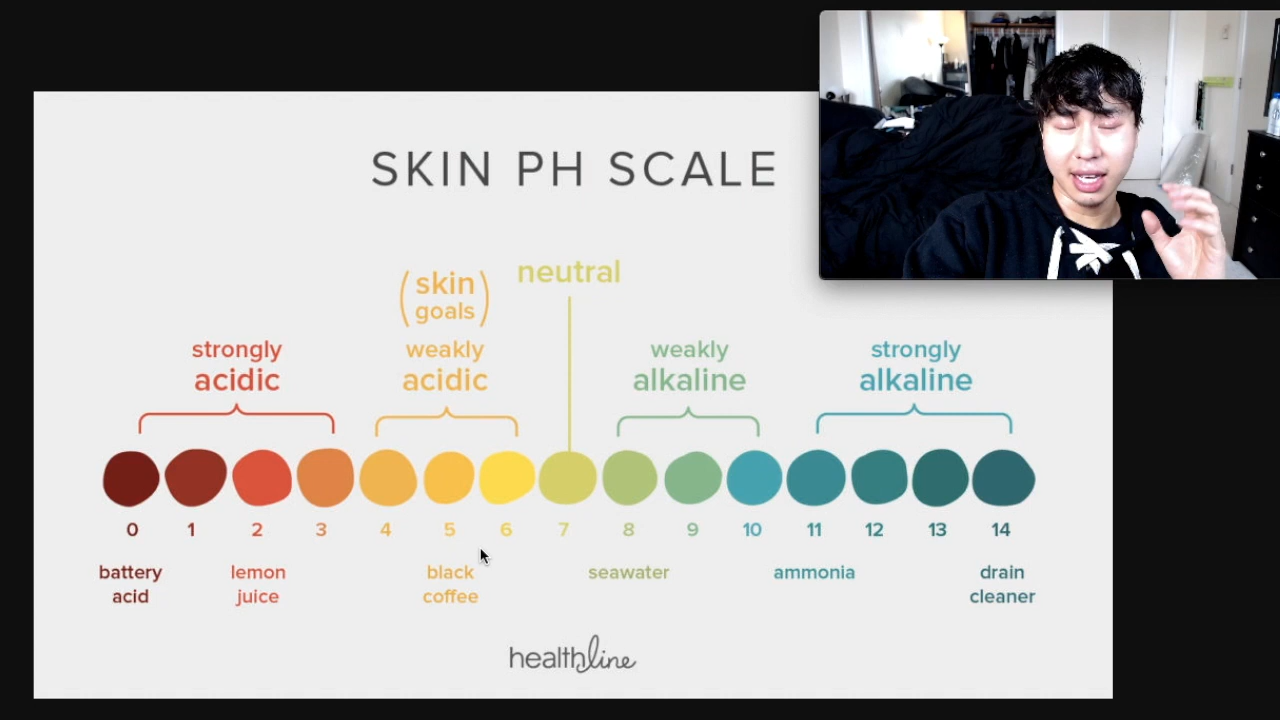 SKIN PH SCALE
(skin
goals)
neutral
strongly
acidic
weakly
acidic
weakly
alkaline
strongly
alkaline
0 1 2 3 4 5 6 7 8 9 10 11 12 13 14
battery
acid
lemon
juice
black
coffee
seawater
ammonia
drain
cleaner
healthline